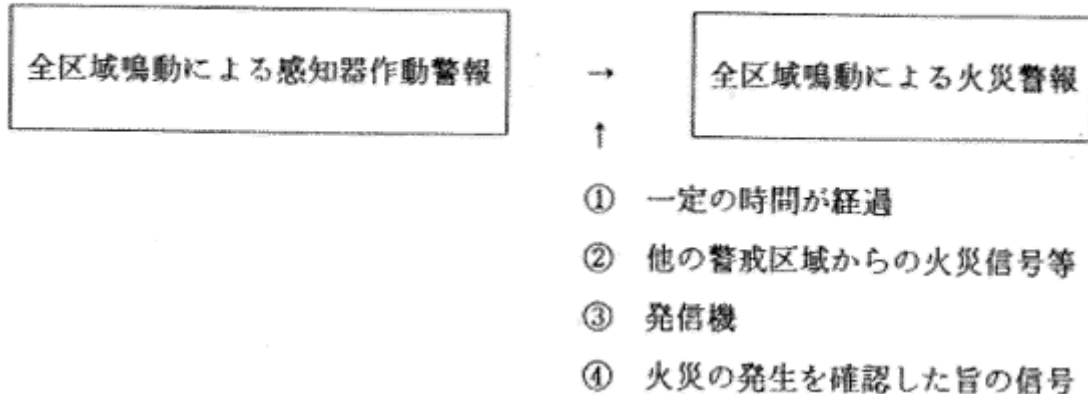 全区域鳴動による感知器作動警報 → 全区域鳴動による火災警報
↑
① 一定の時間が経過
② 他の警戒区域からの火災信号等
③ 発信機
④ 火災の発生を確認した旨の信号